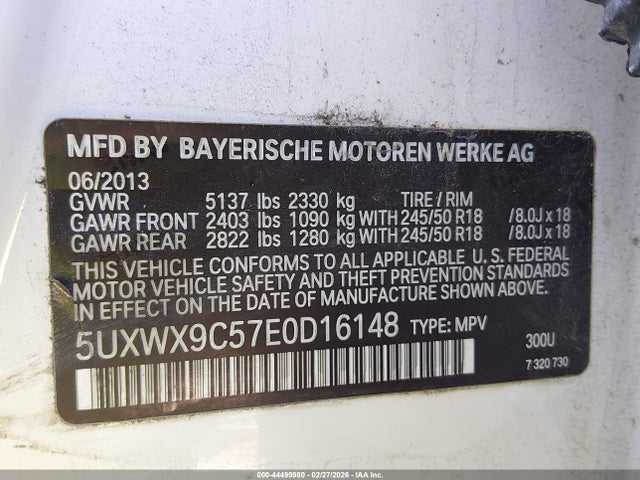 MFD BY BAYERISCHE MOTOREN WERKE AG
06/2013
GVWR 5137 lbs 2330 kg TIRE / RIM
GAWR FRONT 2403 lbs 1090 kg WITH 245/50 R18 /8.0J x 18
GAWR REAR 2822 lbs 1280 kg WITH 245/50 R18 /8.0J x 18
THIS VEHICLE CONFORMS TO ALL APPLICABLE U. S. FEDERAL
MOTOR VEHICLE SAFETY AND THEFT PREVENTION STANDARDS
IN EFFECT ON THE DATE OF MANUFACTURE SHOWN ABOVE.
5UXWX9C57E0D16148 TYPE: MPV 300U
7 320 730
000-44499980 - 02/27/2026 - IAA Inc.